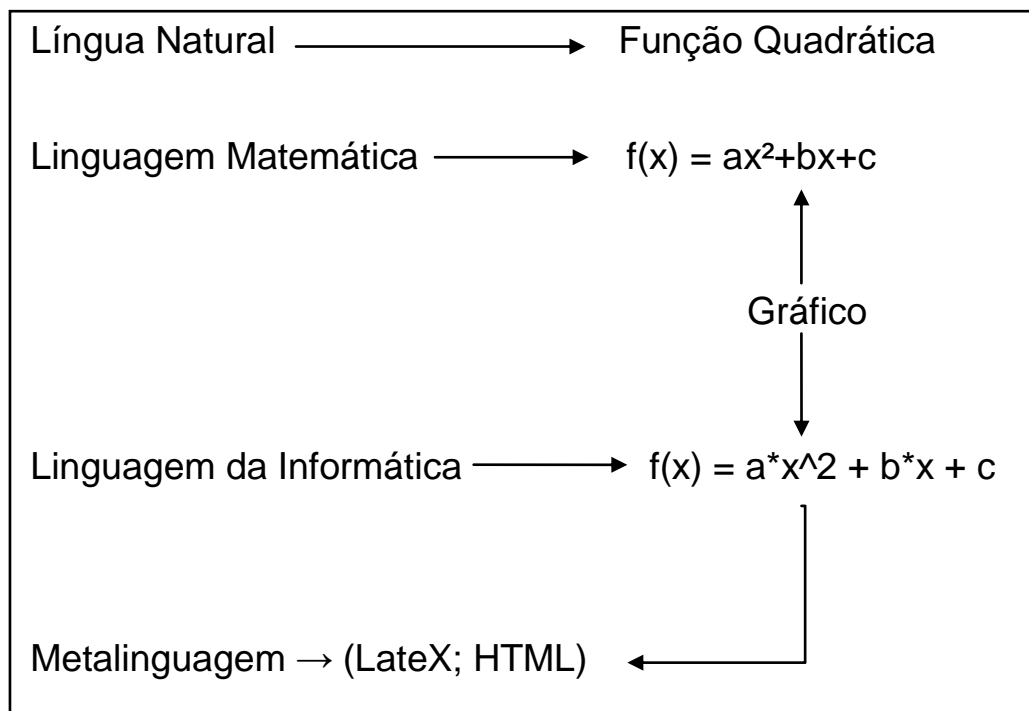 Língua Natural Função Quadrática
Linguagem Matemática f(x) = ax²+bx+c
Gráfico
Linguagem da Informática f(x) = a*x^2 + b*x + c
Metalinguagem → (LateX; HTML)